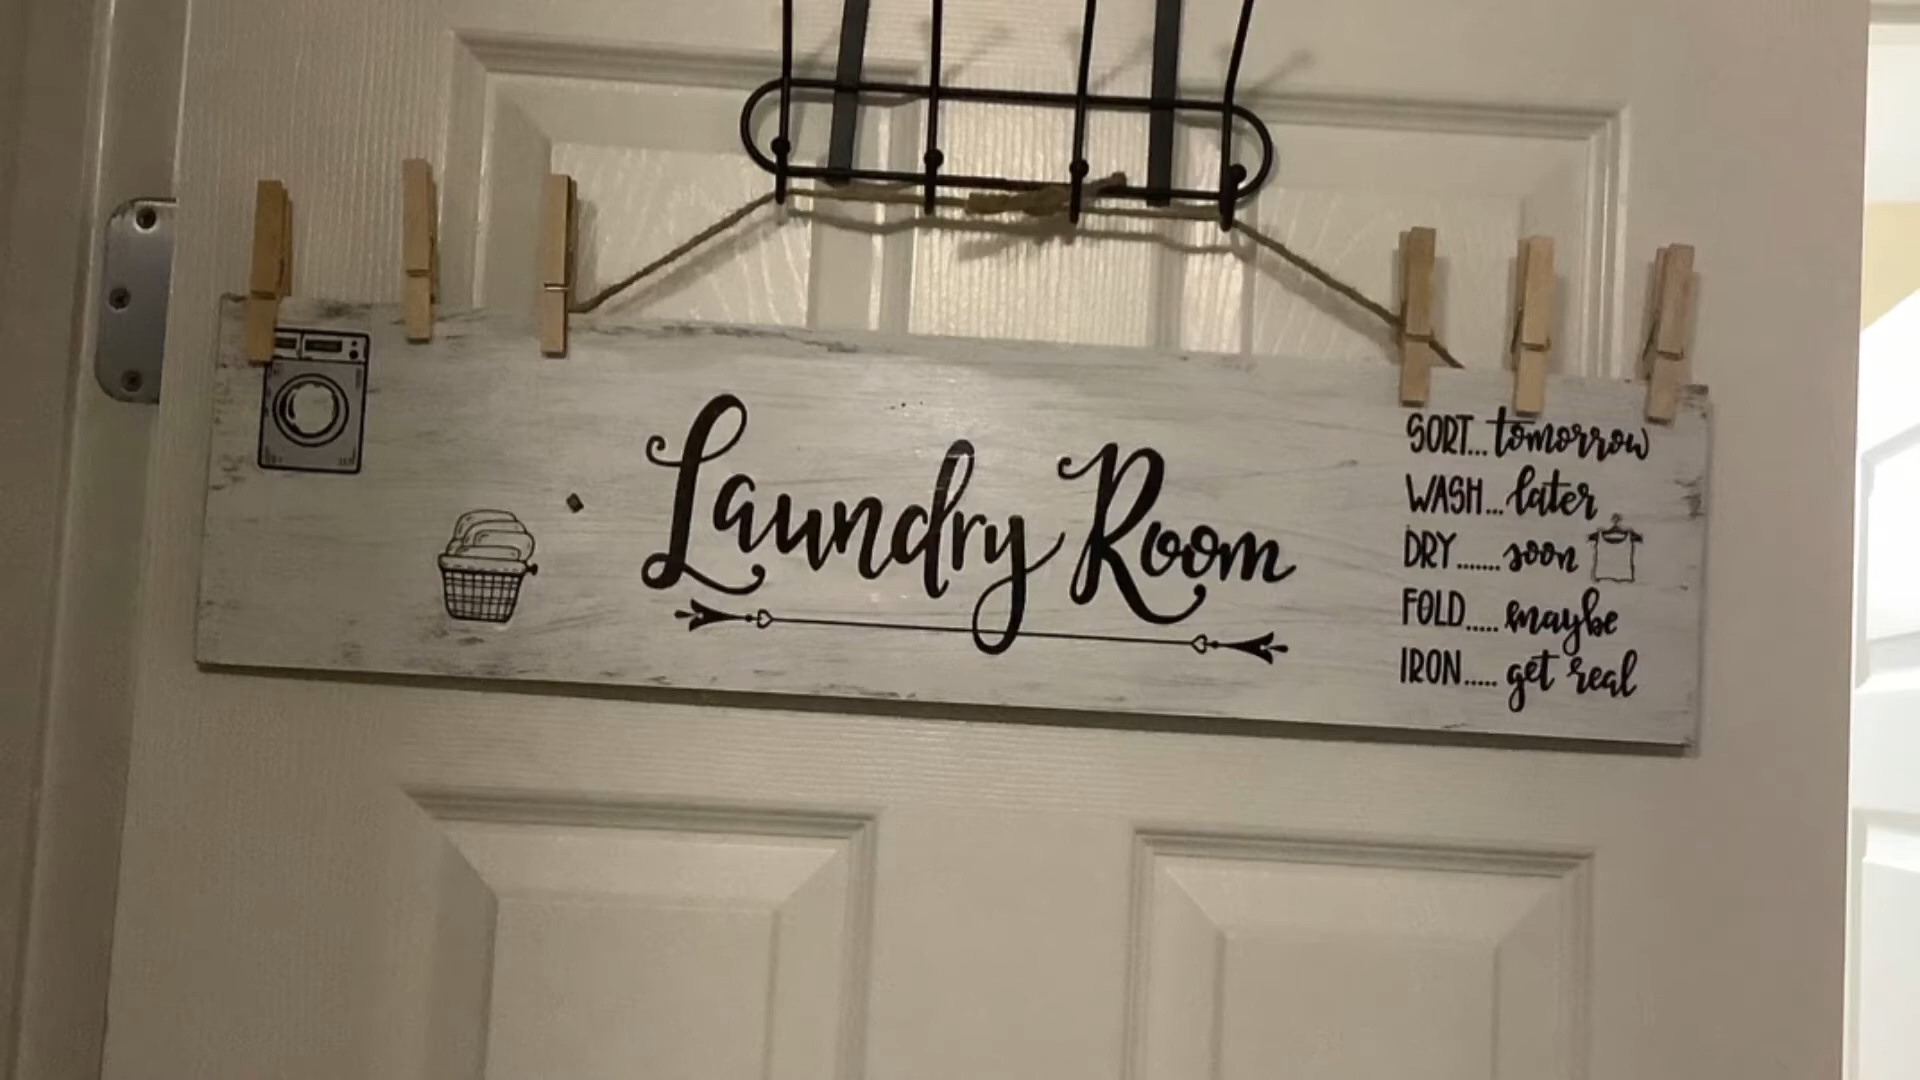 Laundry Room
SORT...tomorrow
WASH...later
DRY.......soon
FOLD.....maybe
IRON.....get real